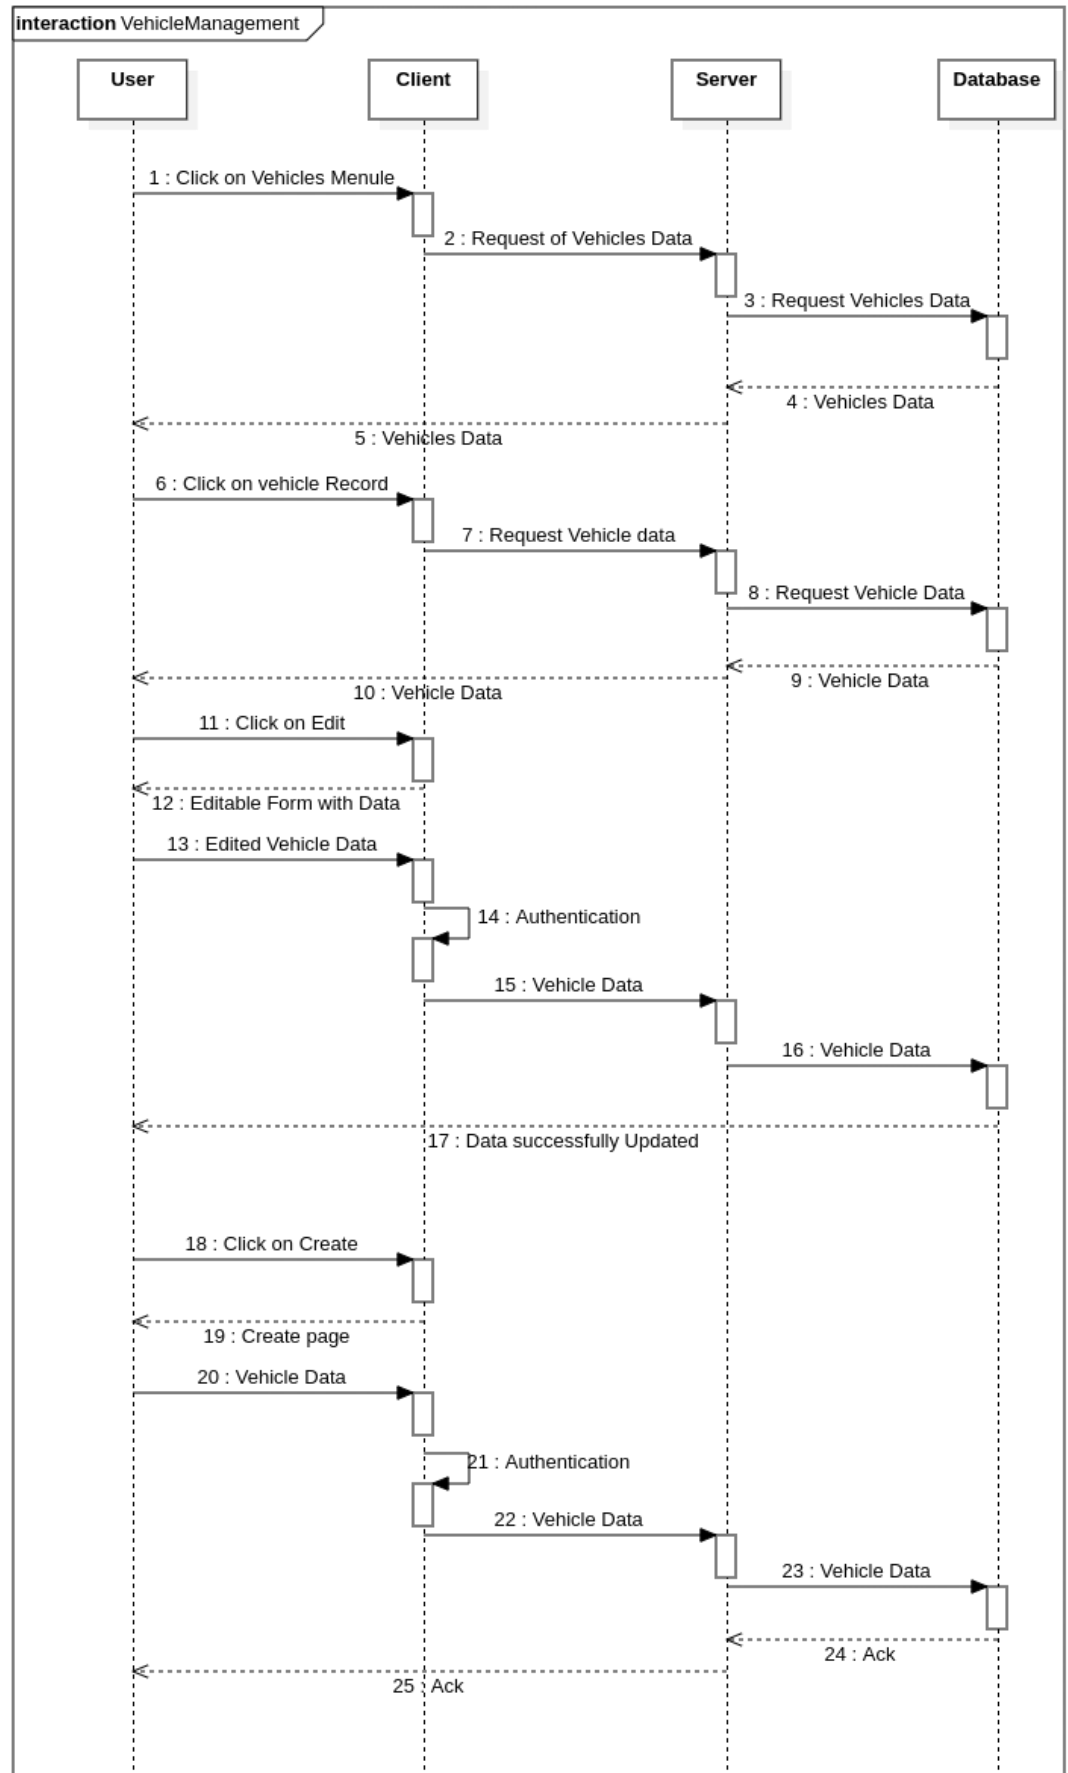 interaction VehicleManagement
User
Client
Server
Database
1 : Click on Vehicles Menule
2 : Request of Vehicles Data
3 : Request Vehicles Data
4 : Vehicles Data
5 : Vehicles Data
6 : Click on vehicle Record
7 : Request Vehicle data
8 : Request Vehicle Data
9 : Vehicle Data
10 : Vehicle Data
11 : Click on Edit
12 : Editable Form with Data
13 : Edited Vehicle Data
14 : Authentication
15 : Vehicle Data
16 : Vehicle Data
17 : Data successfully Updated
18 : Click on Create
19 : Create page
20 : Vehicle Data
21 : Authentication
22 : Vehicle Data
23 : Vehicle Data
24 : Ack
25 : Ack